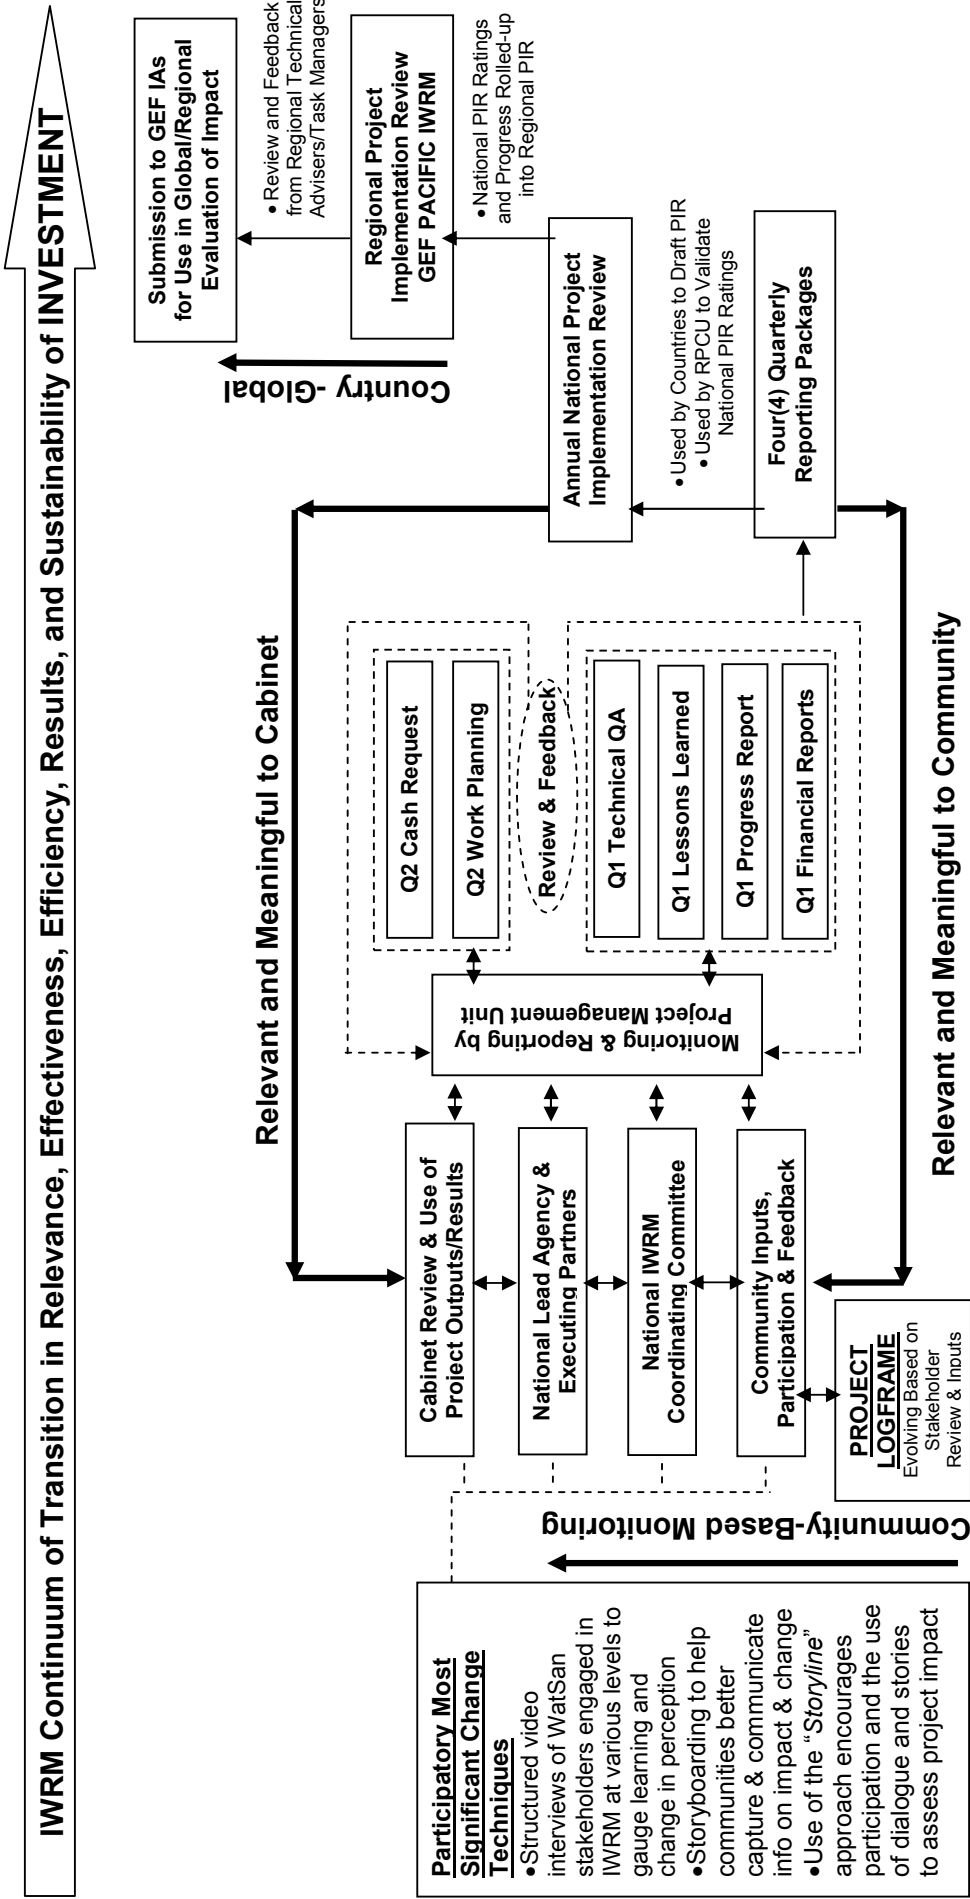 IWRM Continuum of Transition in Relevance, Effectiveness, Efficiency, Results, and Sustainability of INVESTMENT
Participatory Most
Significant Change
Techniques
•Structured video
interviews of WatSan
stakeholders engaged in
IWRM at various levels to
gauge learning and
change in perception
•Storyboarding to help
communities better
capture & communicate
info on impact & change
•Use of the “Storyline”
approach encourages
participation and the use
of dialogue and stories
to assess project impact
Community-Based Monitoring
Relevant and Meaningful to Cabinet
Cabinet Review & Use of
Project Outputs/Results
National Lead Agency &
Executing Partners
National IWRM
Coordinating Committee
Community Inputs,
Participation & Feedback
PROJECT
LOGFRAME
Evolving Based on
Stakeholder
Review & Inputs
Monitoring & Reporting by
Project Management Unit
Q2 Cash Request
Q2 Work Planning
Review & Feedback
Q1 Technical QA
Q1 Lessons Learned
Q1 Progress Report
Q1 Financial Reports
Relevant and Meaningful to Community
Four(4) Quarterly
Reporting Packages
•Used by Countries to Draft PIR
•Used by RPCU to Validate
National PIR Ratings
Annual National Project
Implementation Review
•National PIR Ratings
and Progress Rolled-up
into Regional PIR
Country -Global
Regional Project
Implementation Review
GEF PACIFIC IWRM
•Review and Feedback
from Regional Technical
Advisers/Task Managers
Submission to GEF IAs
for Use in Global/Regional
Evaluation of Impact